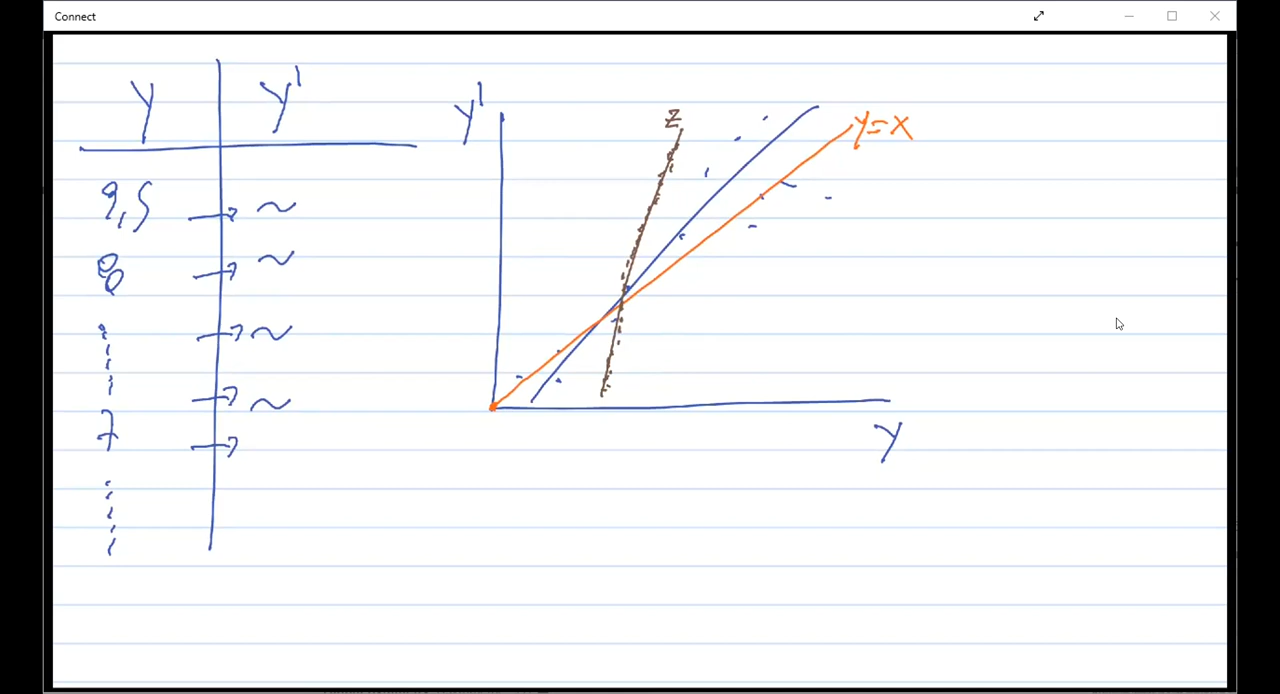 Connect
Y Y'
9,5 → ~
8 → ~
→ ~
→ ~
7 →
Y'
Z
y=x
Y